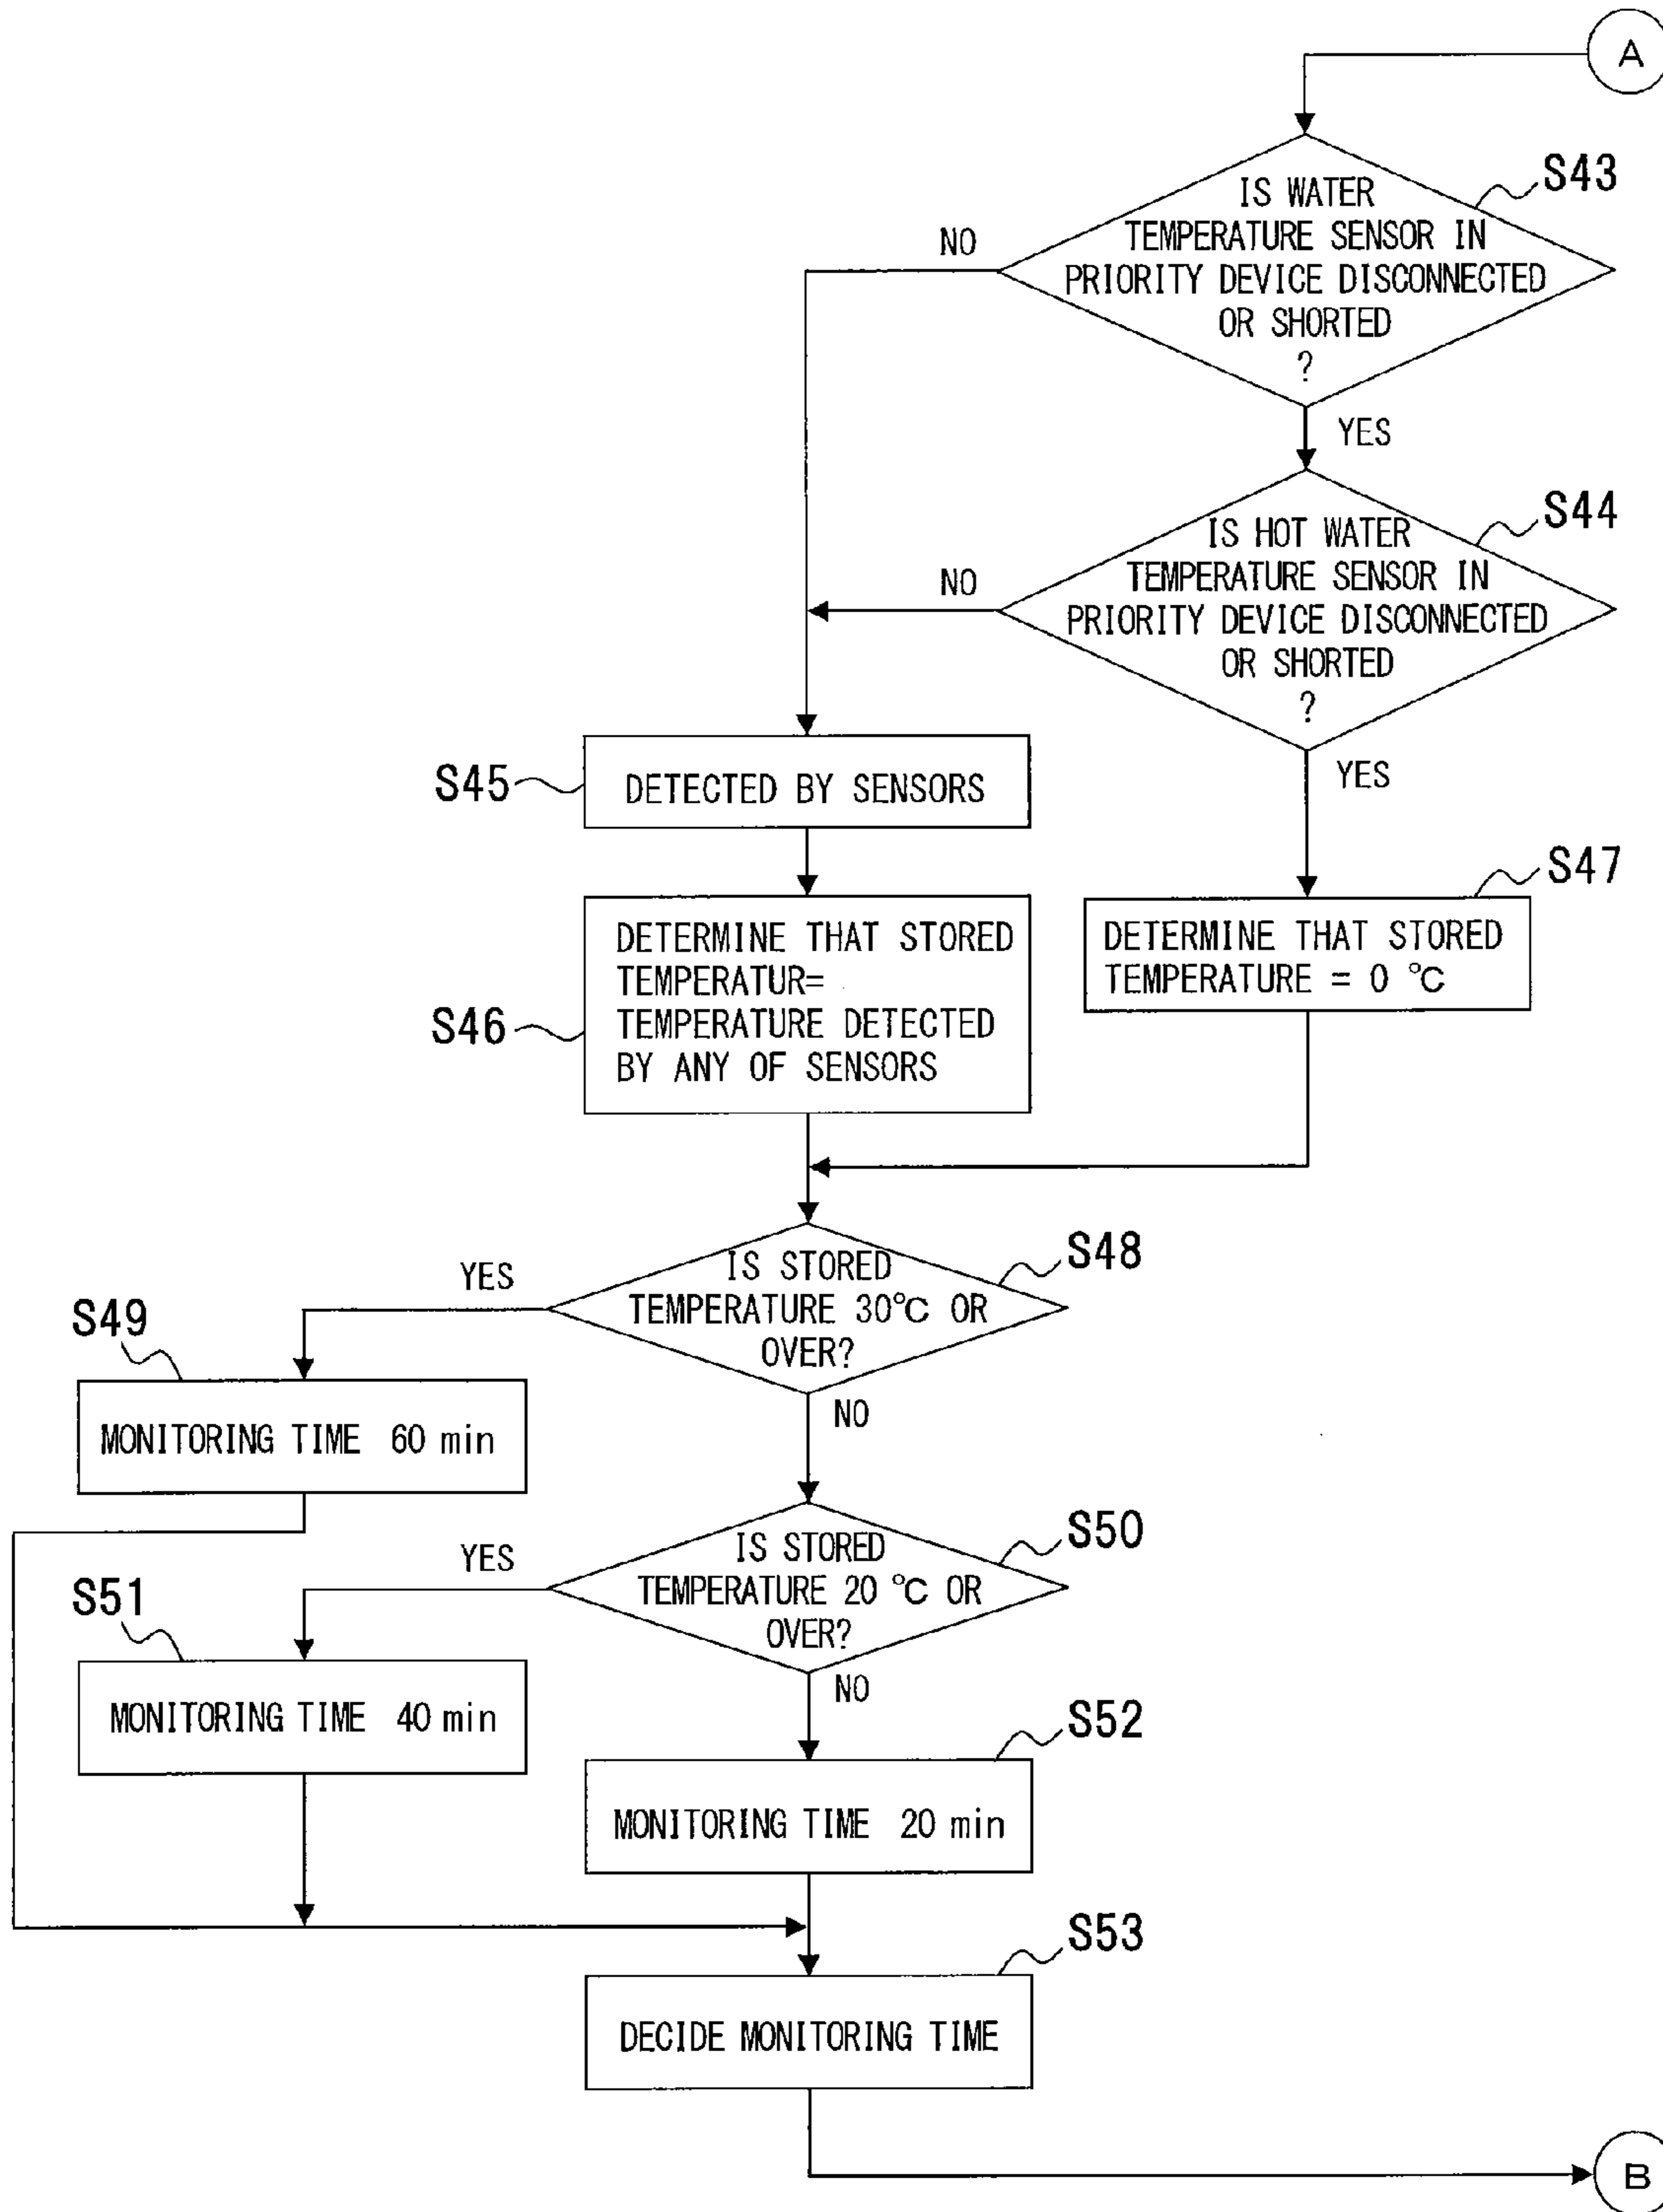 A
S43
IS WATER
TEMPERATURE SENSOR IN
PRIORITY DEVICE DISCONNECTED
OR SHORTED
?
NO
YES
S44
IS HOT WATER
TEMPERATURE SENSOR IN
PRIORITY DEVICE DISCONNECTED
OR SHORTED
?
NO
YES
S45
DETECTED BY SENSORS
S46
DETERMINE THAT STORED
TEMPERATUR=
TEMPERATURE DETECTED
BY ANY OF SENSORS
S47
DETERMINE THAT STORED
TEMPERATURE = 0 ℃
S48
IS STORED
TEMPERATURE 30℃ OR
OVER?
YES
NO
S49
MONITORING TIME 60 min
S50
IS STORED
TEMPERATURE 20 ℃ OR
OVER?
YES
NO
S51
MONITORING TIME 40 min
S52
MONITORING TIME 20 min
S53
DECIDE MONITORING TIME
B